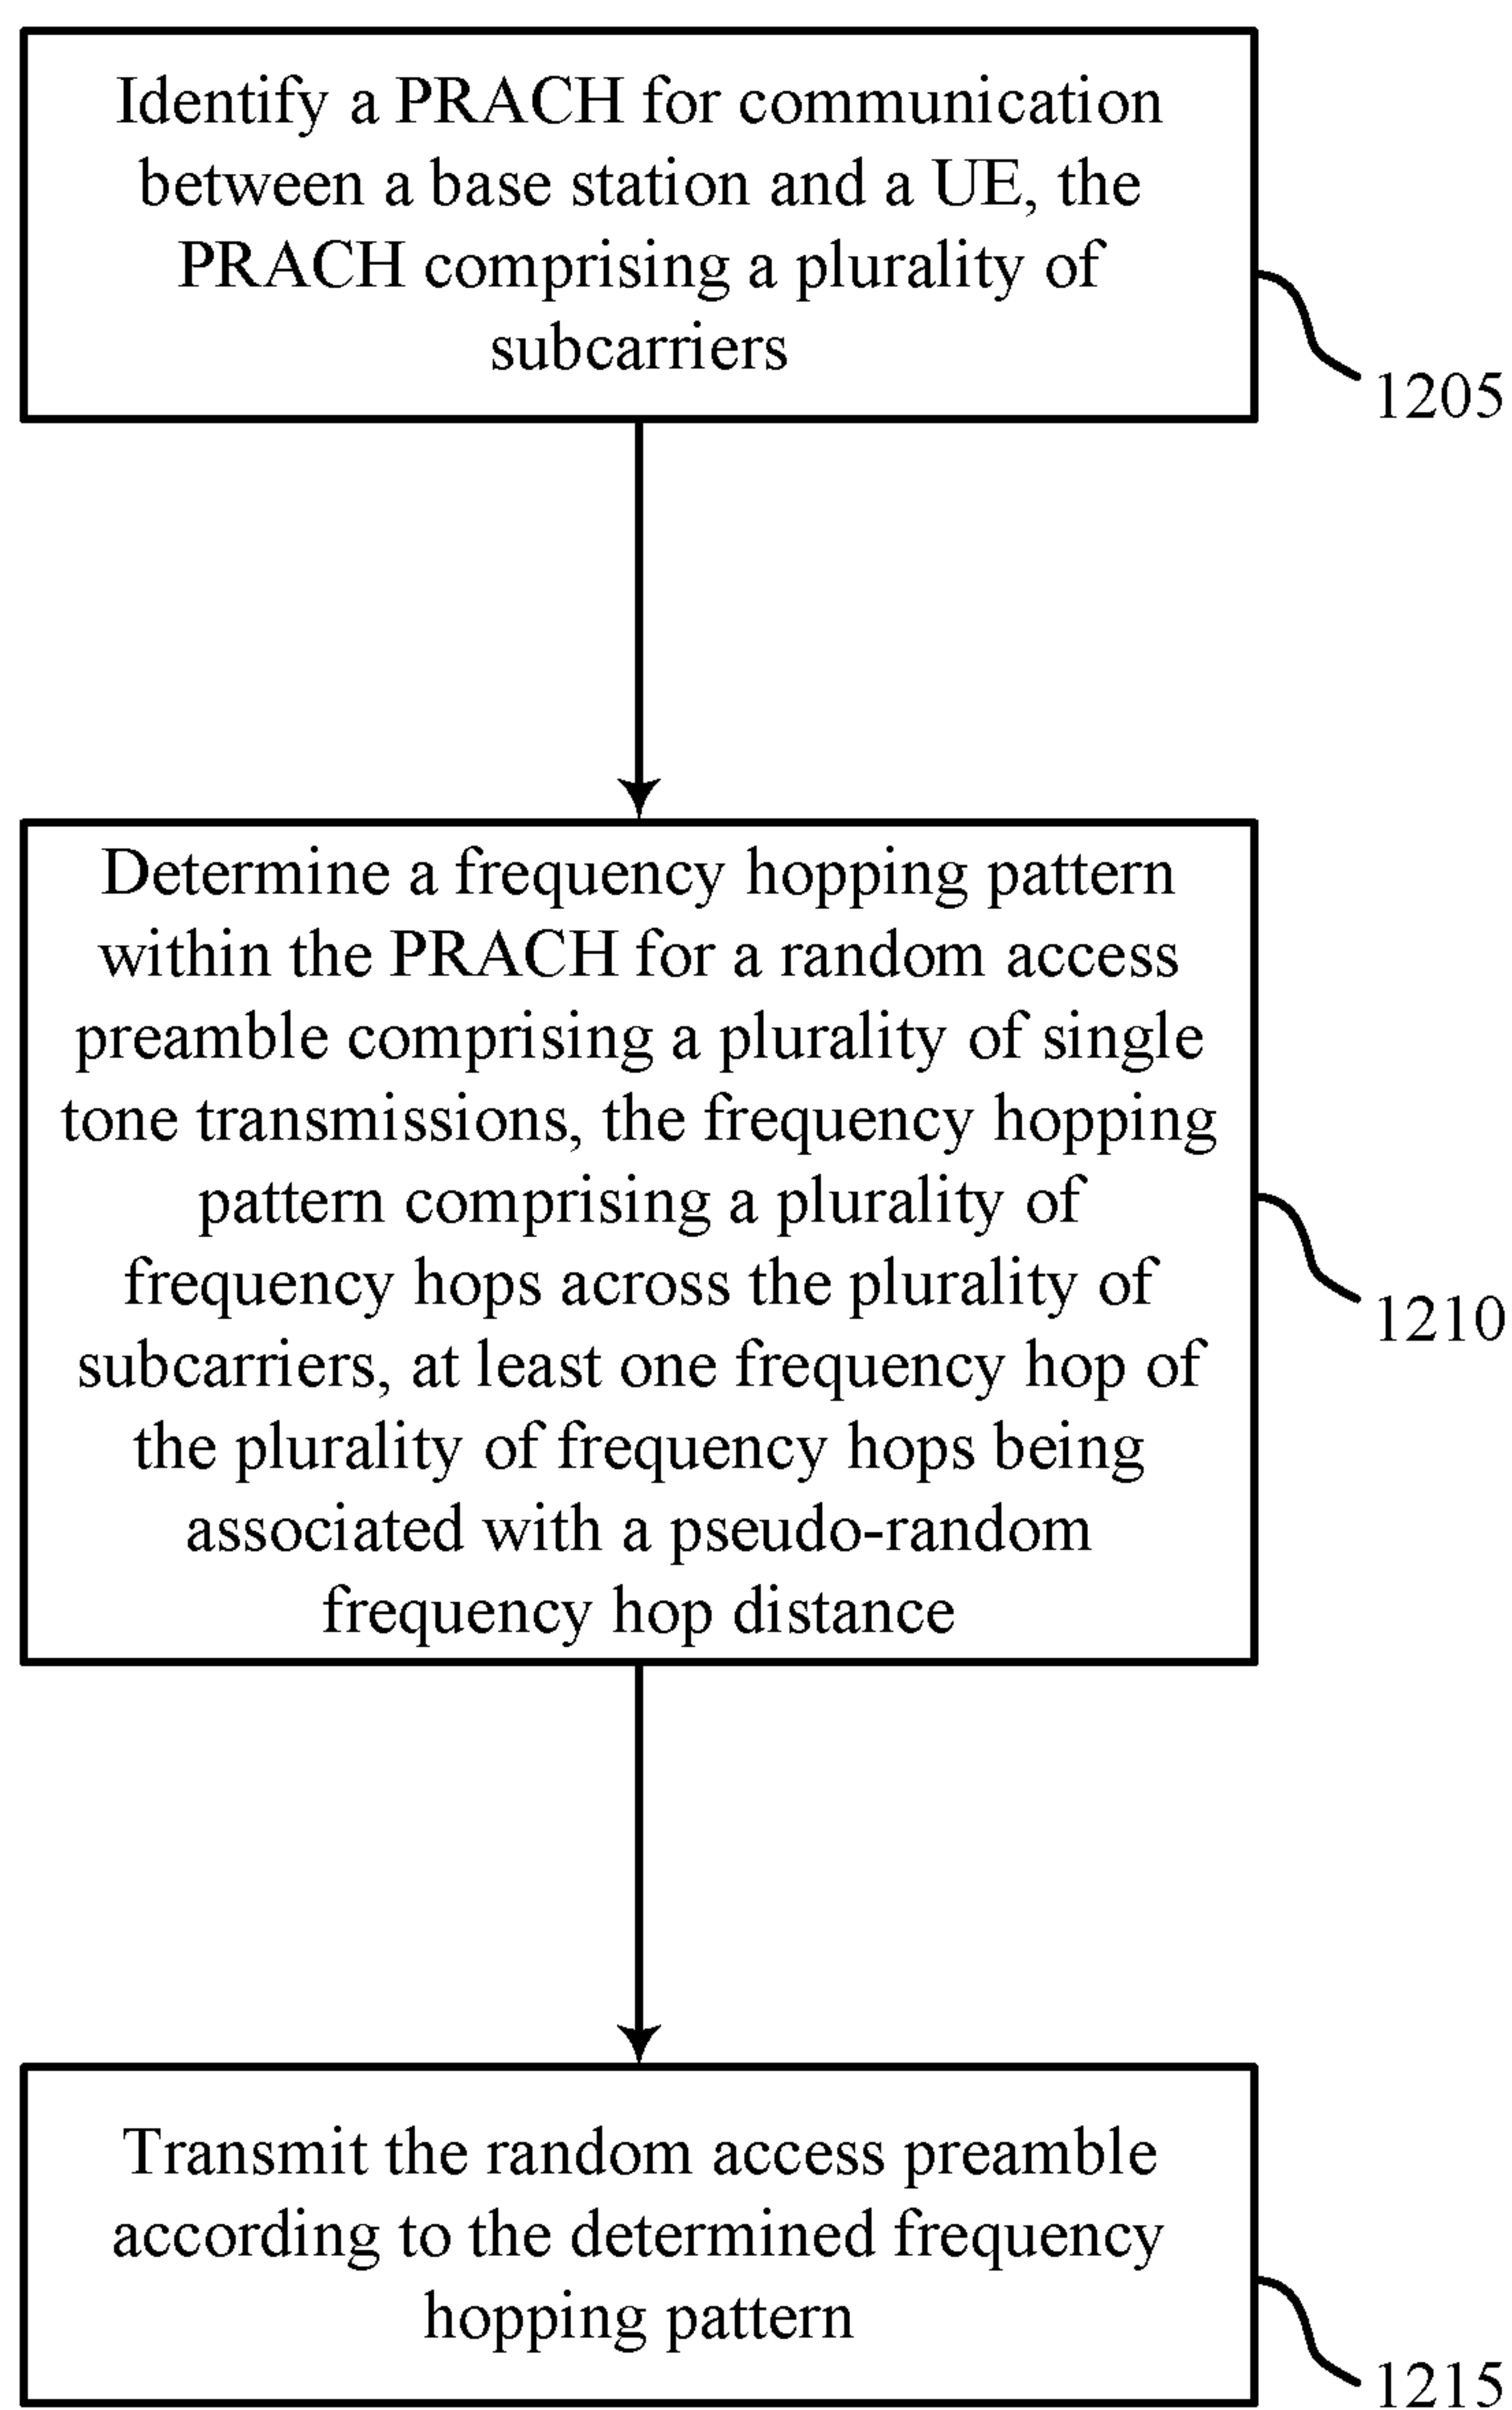 Identify a PRACH for communication
between a base station and a UE, the
PRACH comprising a plurality of
subcarriers
1205
Determine a frequency hopping pattern
within the PRACH for a random access
preamble comprising a plurality of single
tone transmissions, the frequency hopping
pattern comprising a plurality of
frequency hops across the plurality of
subcarriers, at least one frequency hop of
the plurality of frequency hops being
associated with a pseudo-random
frequency hop distance
1210
Transmit the random access preamble
according to the determined frequency
hopping pattern
1215